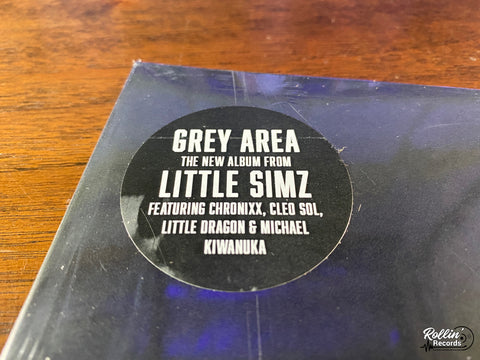 GREY AREA
THE NEW ALBUM FROM
LITTLE SIMZ
FEATURING CHRONIXX, CLEO SOL,
LITTLE DRAGON & MICHAEL
KIWANUKA
Rollin'
Records